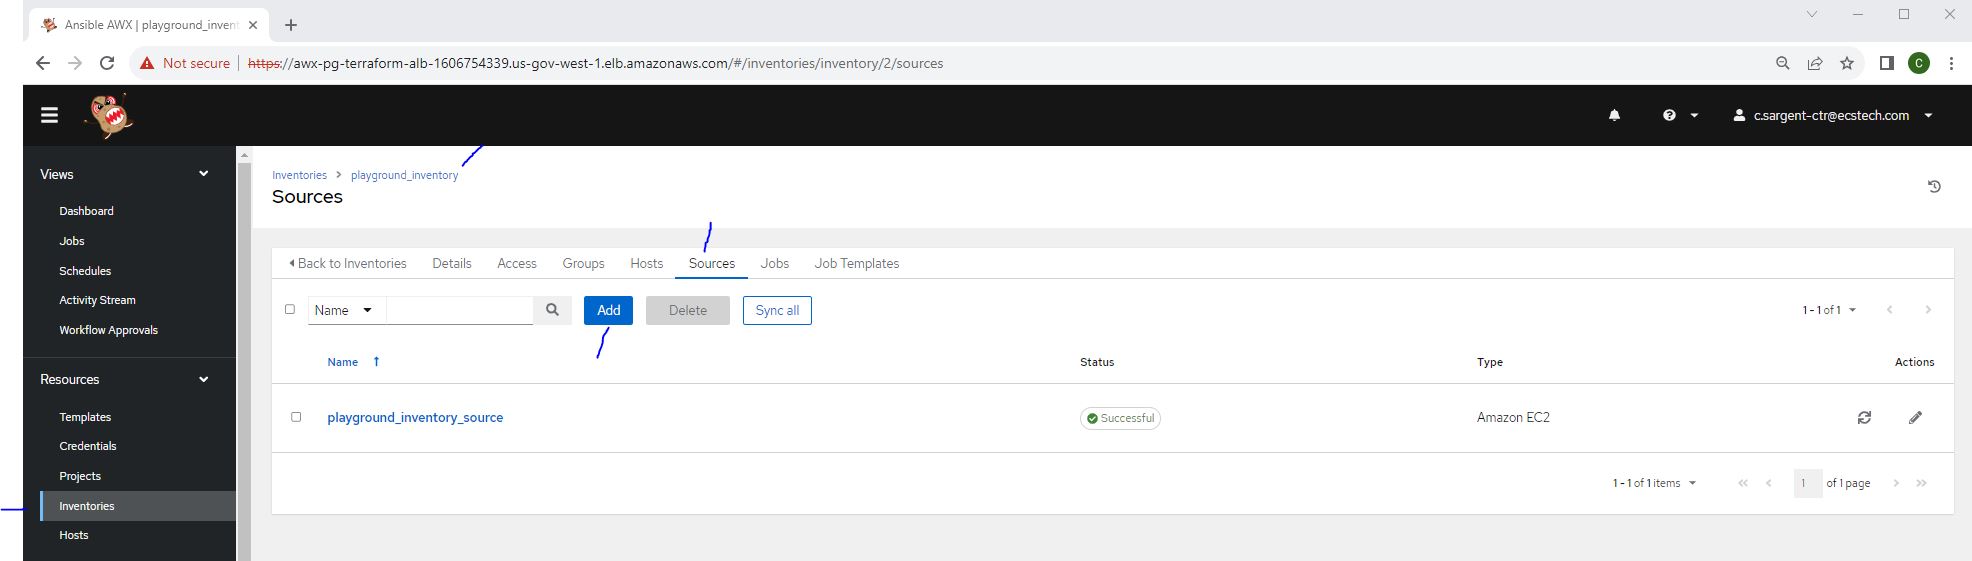 Ansible AWX | playground_invent
Not secure https://awx-pg-terraform-alb-1606754339.us-gov-west-1.elb.amazonaws.com/#/inventories/inventory/2/sources
C
c.sargent-ctr@ecstech.com
Views
Dashboard
Jobs
Schedules
Activity Stream
Workflow Approvals
Resources
Templates
Credentials
Projects
Inventories
Hosts
Inventories > playground_inventory
Sources
Back to Inventories Details Access Groups Hosts Sources Jobs Job Templates
Name Add Delete Sync all 1 - 1 of 1
Name Status Type Actions
playground_inventory_source Successful Amazon EC2
1 - 1 of 1 items 1 of 1 page